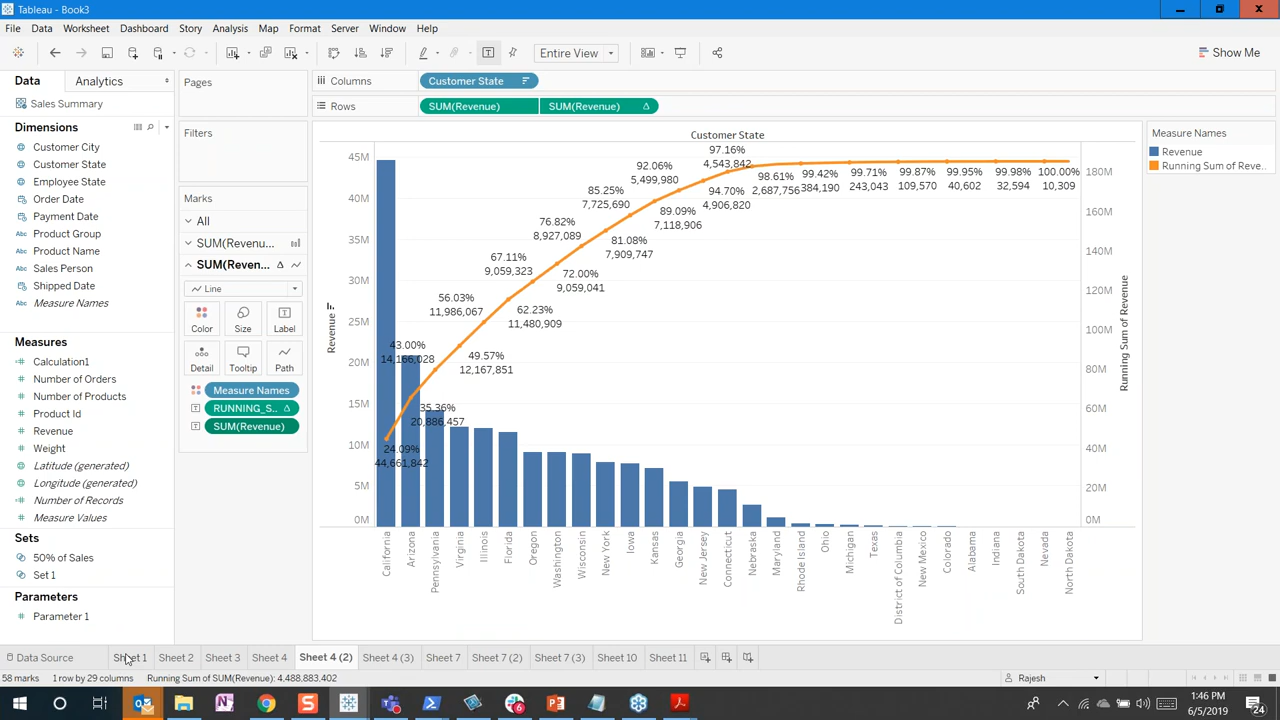 Tableau - Book3
File Data Worksheet Dashboard Story Analysis Map Format Server Window Help
Entire View
Show Me
Data
Analytics
Sales Summary
Dimensions
Customer City
Customer State
Employee State
Order Date
Payment Date
Abc Product Group
Abc Product Name
Abc Sales Person
Shipped Date
Abc Measure Names
Measures
Calculation1
Number of Orders
Number of Products
Product Id
Revenue
Weight
Latitude (generated)
Longitude (generated)
Number of Records
Measure Values
Sets
50% of Sales
Set 1
Parameters
Parameter 1
Pages
Filters
Marks
All
SUM(Revenu...
SUM(Reven...
Line
Color
Size
Label
Detail
Tooltip
Path
Measure Names
RUNNING_S..
SUM(Revenue)
Columns
Customer State
Rows
SUM(Revenue)
SUM(Revenue)
Customer State
Revenue
45M
40M
35M
30M
25M
20M
15M
10M
5M
0M
24.09%
44,661,842
35.36%
20,886,457
43.00%
14,166,028
49.57%
12,167,851
56.03%
11,986,067
62.23%
11,480,909
67.11%
9,059,323
72.00%
9,059,041
76.82%
8,927,089
81.08%
7,909,747
85.25%
7,725,690
89.09%
7,118,906
92.06%
5,499,980
94.70%
4,906,820
97.16%
4,543,842
98.61%
2,687,756
99.42%
384,190
99.71%
243,043
99.87%
109,570
99.95%
40,602
99.98%
32,594
100.00%
10,309
180M
160M
140M
120M
100M
80M
60M
40M
20M
0M
Running Sum of Revenue
California
Arizona
Pennsylvania
Virginia
Illinois
Florida
Oregon
Washington
Wisconsin
New York
Iowa
Kansas
Georgia
New Jersey
Connecticut
Nebraska
Maryland
Rhode Island
Ohio
Michigan
Texas
District of Columbia
New Mexico
Colorado
Alabama
Indiana
South Dakota
Nevada
North Dakota
Measure Names
Revenue
Running Sum of Reve..
Data Source
Sheet 1
Sheet 2
Sheet 3
Sheet 4
Sheet 4 (2)
Sheet 4 (3)
Sheet 7
Sheet 7 (2)
Sheet 7 (3)
Sheet 10
Sheet 11
58 marks
1 row by 29 columns
Running Sum of SUM(Revenue): 4,488,883,402
Rajesh
1:46 PM
6/5/2019
24